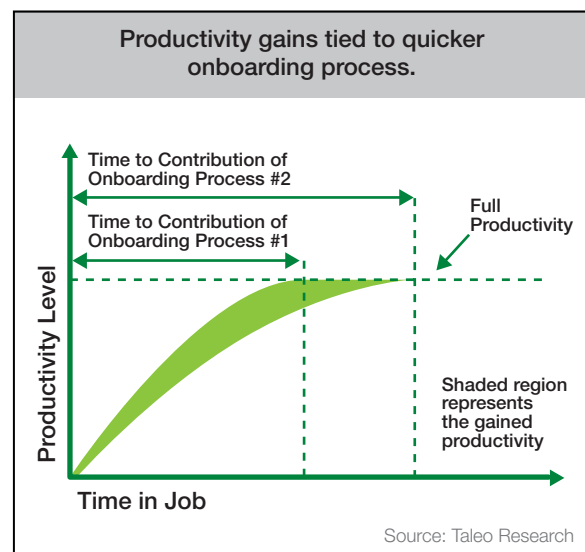 Productivity gains tied to quicker
onboarding process.
Time to Contribution of
Onboarding Process #2
Time to Contribution of
Onboarding Process #1
Full
Productivity
Productivity Level
Shaded region
represents
the gained
productivity
Time in Job
Source: Taleo Research